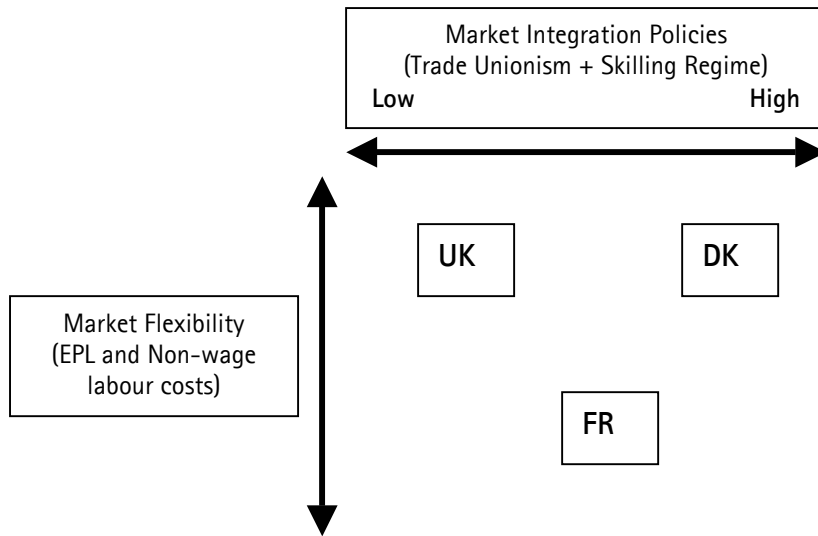 Market Integration Policies
(Trade Unionism + Skilling Regime)
Low High
UK DK
Market Flexibility
(EPL and Non-wage
labour costs)
FR